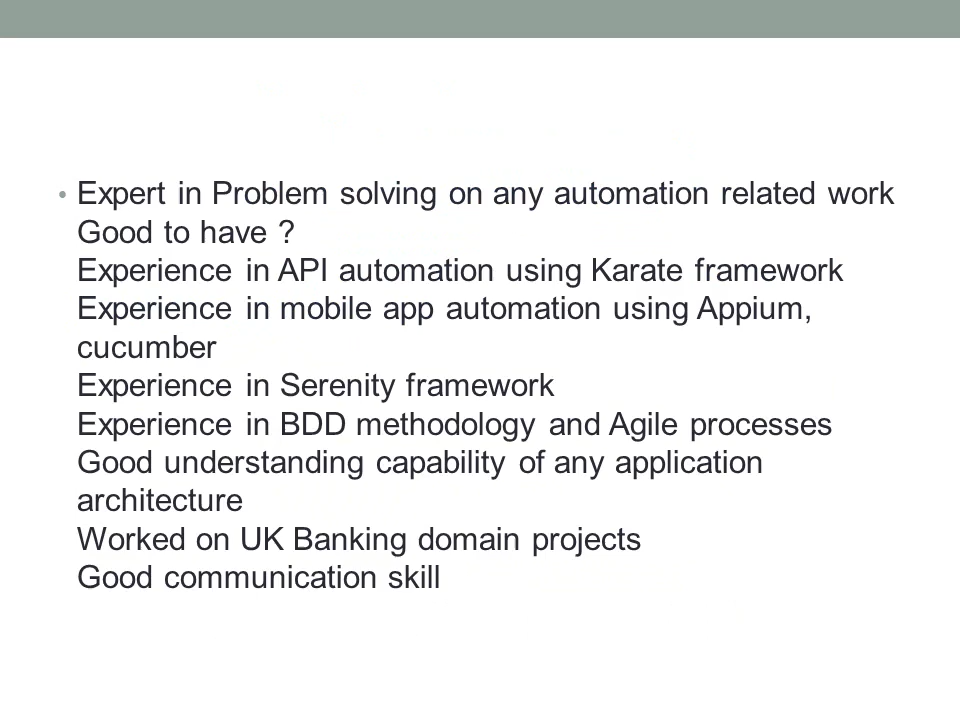 • Expert in Problem solving on any automation related work
Good to have ?
Experience in API automation using Karate framework
Experience in mobile app automation using Appium,
cucumber
Experience in Serenity framework
Experience in BDD methodology and Agile processes
Good understanding capability of any application
architecture
Worked on UK Banking domain projects
Good communication skill